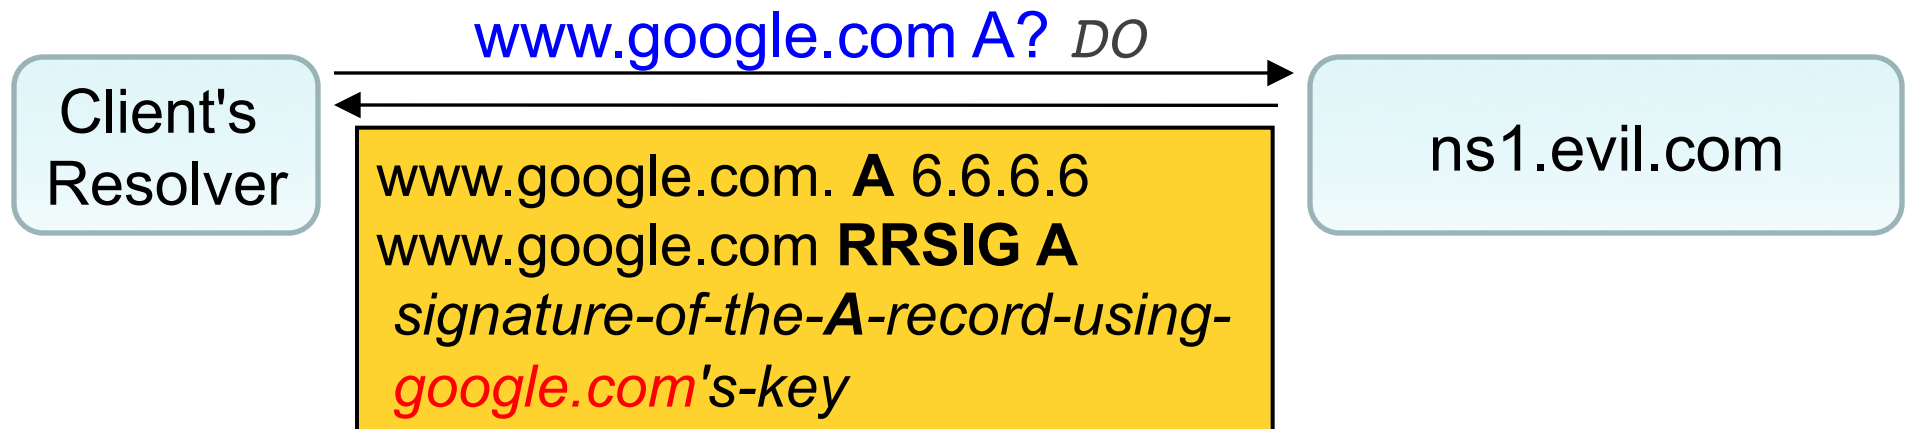 www.google.com A? DO
Client's
Resolver
ns1.evil.com
www.google.com. A 6.6.6.6
www.google.com RRSIG A
signature-of-the-A-record-using-
google.com's-key